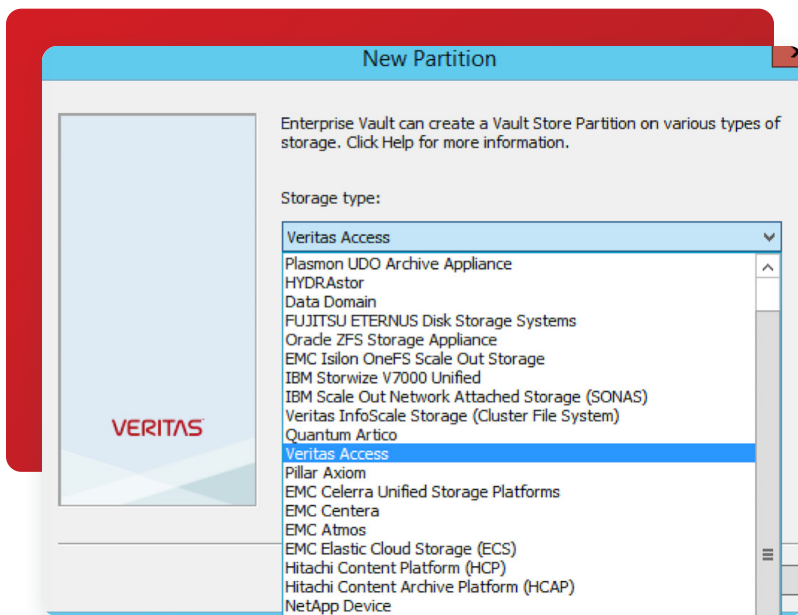 New Partition
Enterprise Vault can create a Vault Store Partition on various types of
storage. Click Help for more information.
Storage type:
Veritas Access
Plasmon UDO Archive Appliance
HYDRAstor
Data Domain
FUJITSU ETERNUS Disk Storage Systems
Oracle ZFS Storage Appliance
EMC Isilon OneFS Scale Out Storage
IBM Storwize V7000 Unified
IBM Scale Out Network Attached Storage (SONAS)
Veritas InfoScale Storage (Cluster File System)
Quantum Artico
Veritas Access
Pillar Axiom
EMC Celerra Unified Storage Platforms
EMC Centera
EMC Atmos
EMC Elastic Cloud Storage (ECS)
Hitachi Content Platform (HCP)
Hitachi Content Archive Platform (HCAP)
NetApp Device
VERITAS